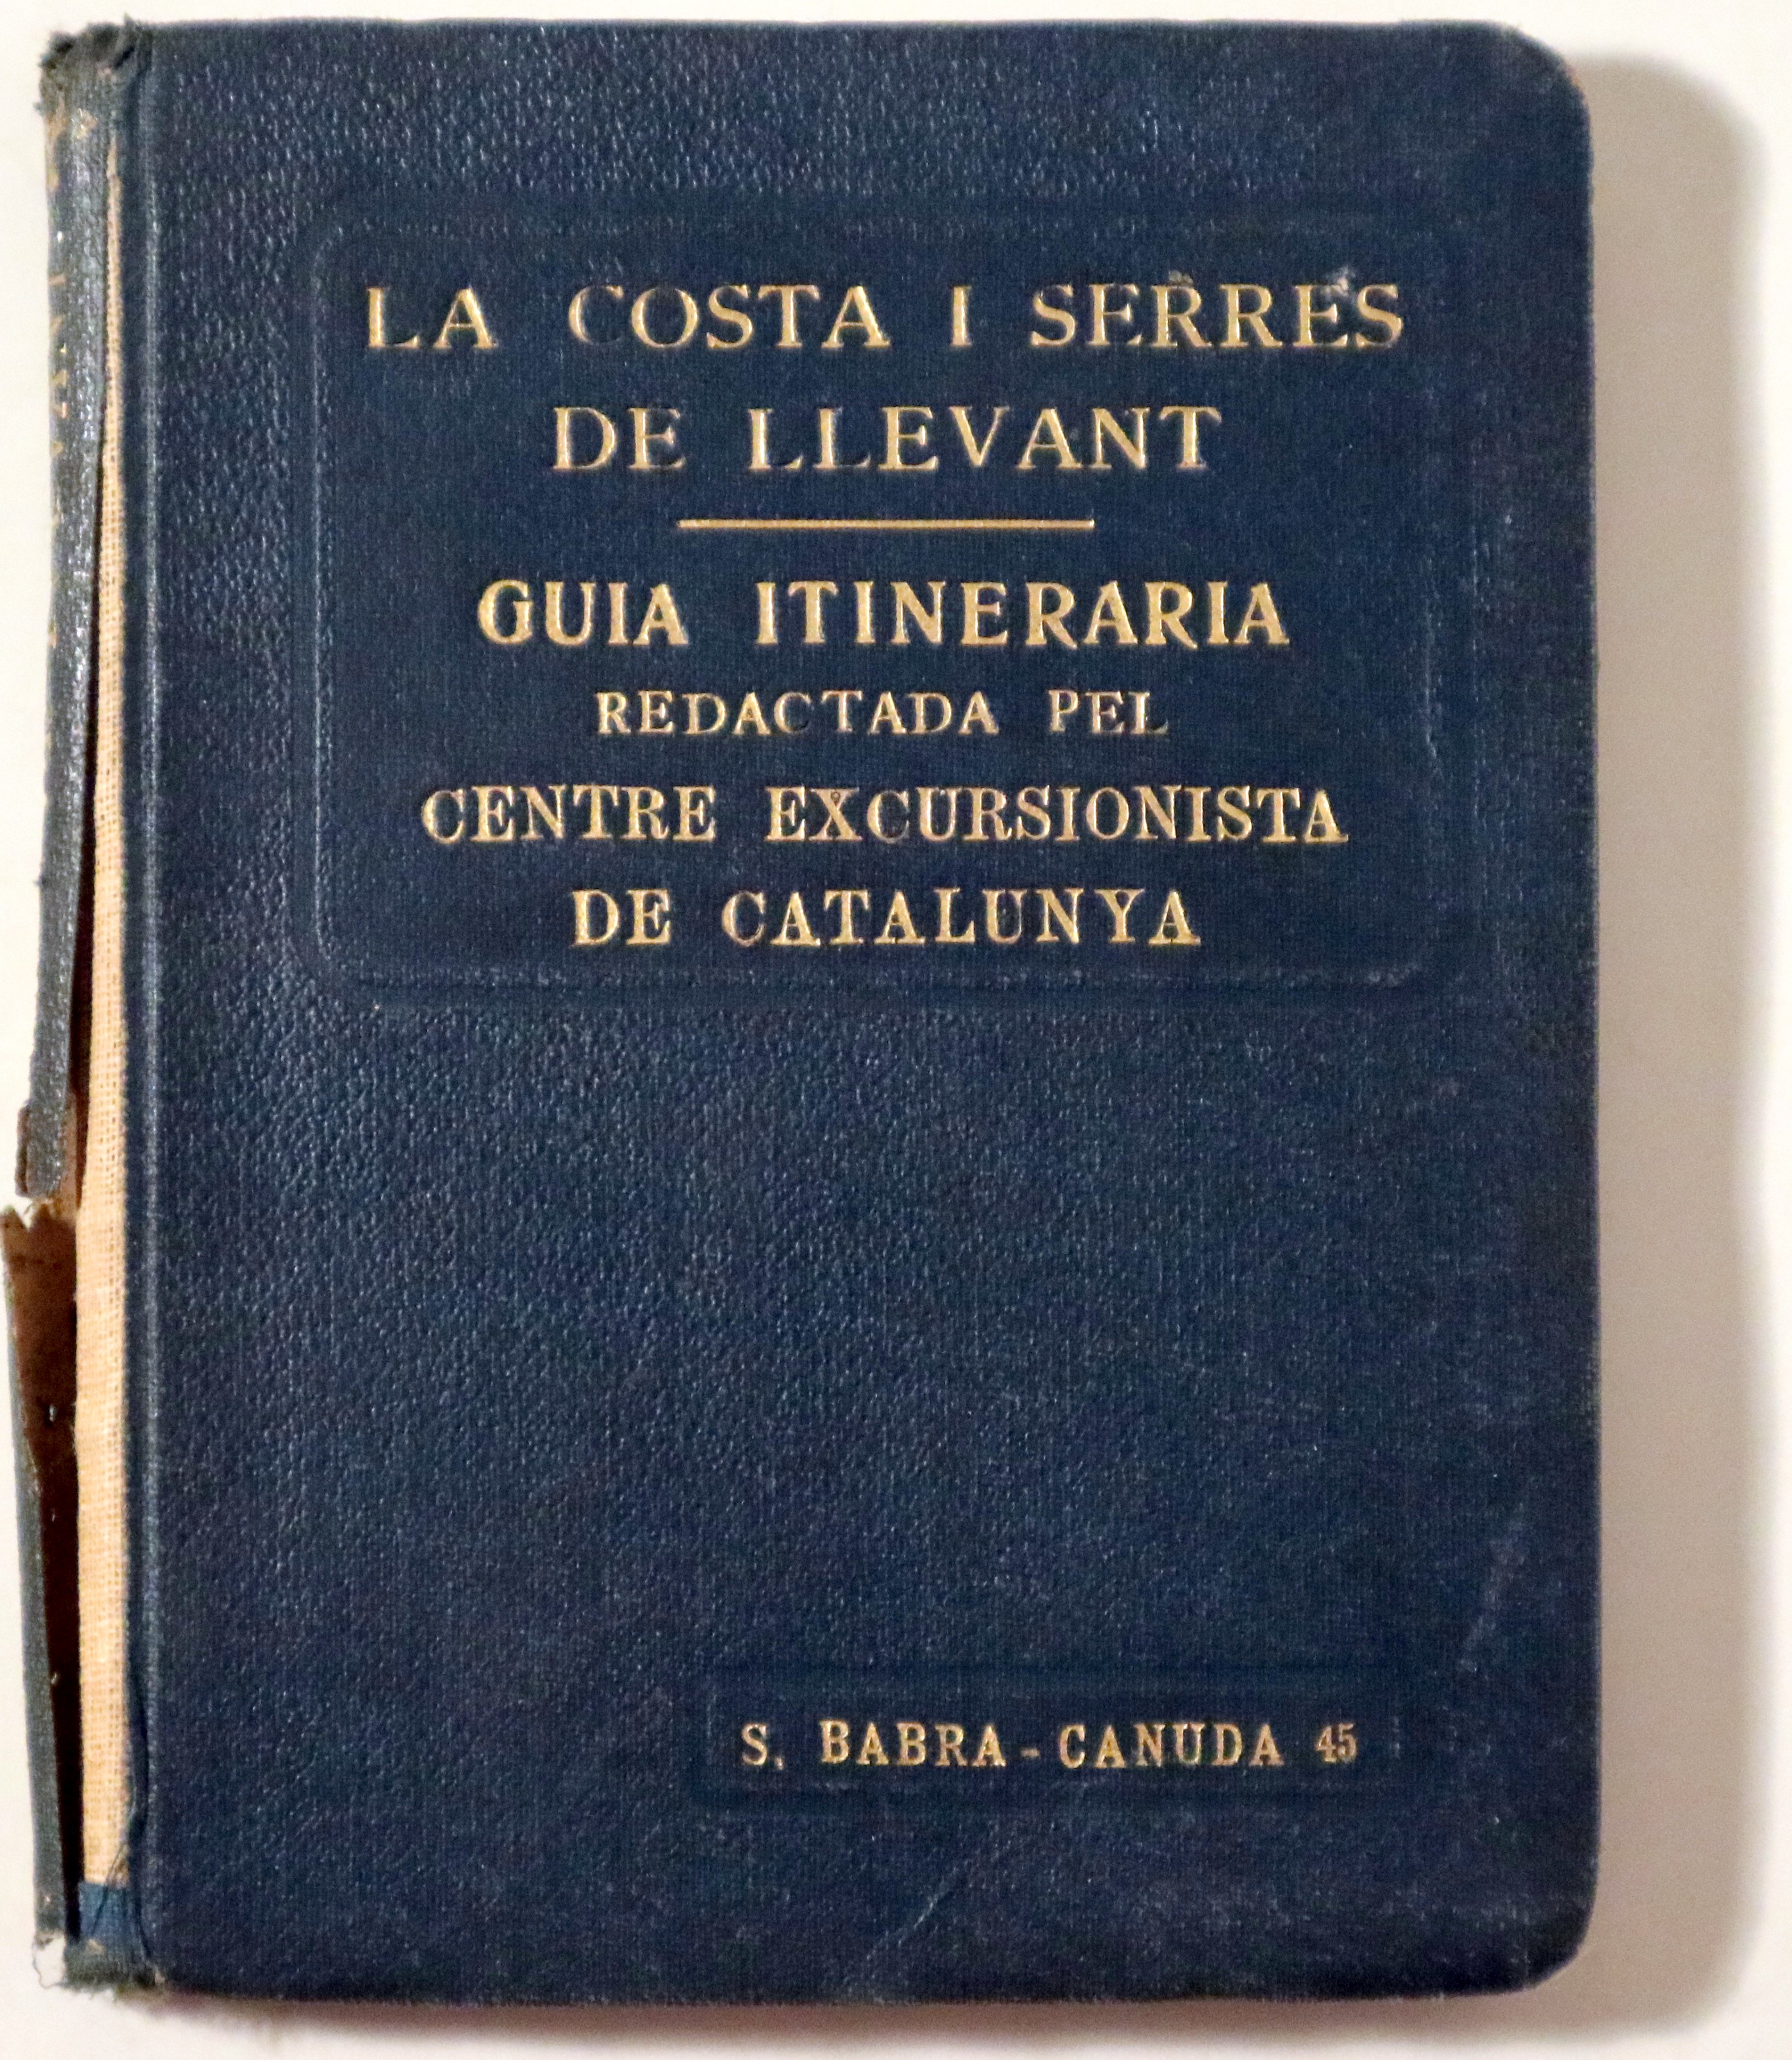 LA COSTA I SERRES
DE LLEVANT
GUIA ITINERARIA
REDACTADA PEL
CENTRE EXCURSIONISTA
DE CATALUNYA
S. BABRA - CANUDA 45